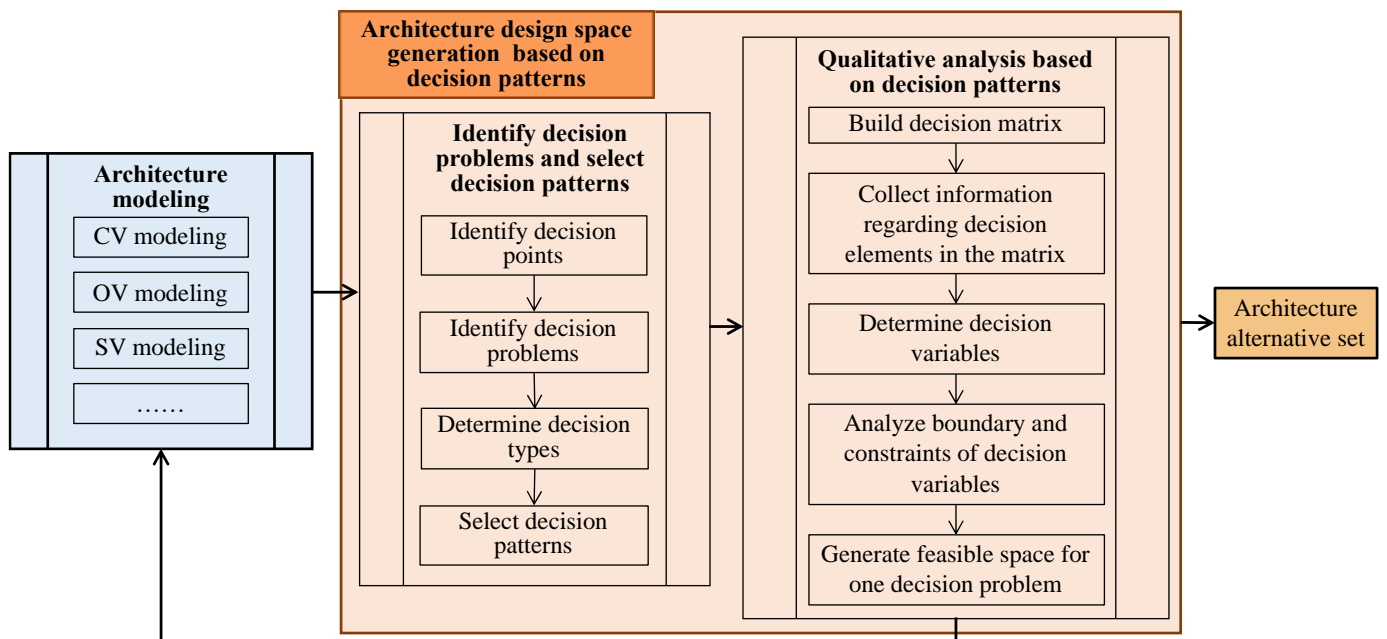 Architecture design space
generation based on
decision patterns
Architecture
modeling
CV modeling
OV modeling
SV modeling
……
Identify decision
problems and select
decision patterns
Identify decision
points
Identify decision
problems
Determine decision
types
Select decision
patterns
Qualitative analysis based
on decision patterns
Build decision matrix
Collect information
regarding decision
elements in the matrix
Determine decision
variables
Analyze boundary and
constraints of decision
variables
Generate feasible space for
one decision problem
Architecture
alternative set